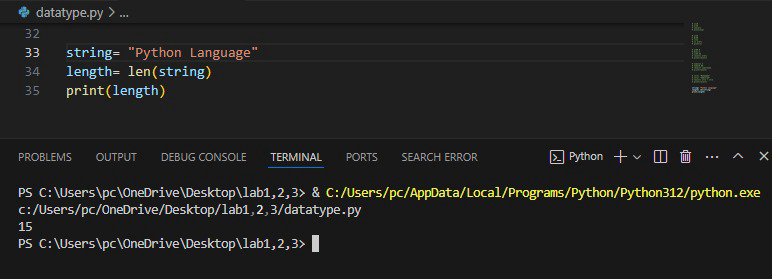 datatype.py > ...
32
33 string= "Python Language"
34 length= len(string)
35 print(length)
PROBLEMS OUTPUT DEBUG CONSOLE TERMINAL PORTS SEARCH ERROR Python
PS C:\Users\pc\OneDrive\Desktop\lab1,2,3> & C:/Users/pc/AppData/Local/Programs/Python/Python312/python.exe
c:/Users/pc/OneDrive/Desktop/lab1,2,3/datatype.py
15
PS C:\Users\pc\OneDrive\Desktop\lab1,2,3>